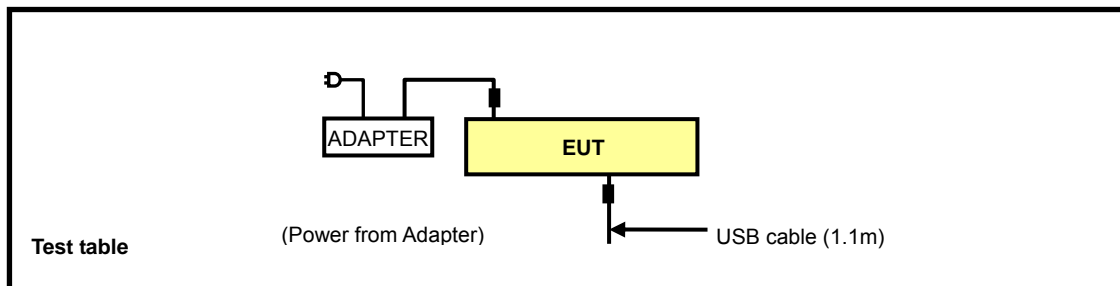 ADAPTER
EUT
(Power from Adapter)
USB cable (1.1m)
Test table